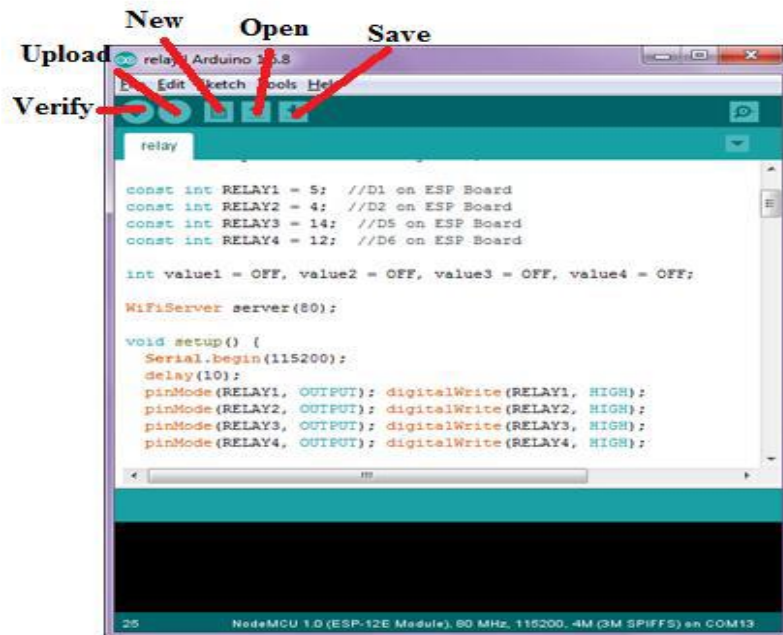 New
Open
Save
Upload
Verify
relay | Arduino 1.6.8
Edit Sketch Tools Help
relay
const int RELAY1 = 5;  //D1 on ESP Board
const int RELAY2 = 4;  //D2 on ESP Board
const int RELAY3 = 14;  //D5 on ESP Board
const int RELAY4 = 12;  //D6 on ESP Board
int value1 = OFF, value2 = OFF, value3 = OFF, value4 = OFF;
WiFiServer server(80);
void setup() {
Serial.begin(115200);
delay(10);
pinMode(RELAY1, OUTPUT); digitalWrite(RELAY1, HIGH);
pinMode(RELAY2, OUTPUT); digitalWrite(RELAY2, HIGH);
pinMode(RELAY3, OUTPUT); digitalWrite(RELAY3, HIGH);
pinMode(RELAY4, OUTPUT); digitalWrite(RELAY4, HIGH);
25
NodeMCU 1.0 (ESP-12E Module), 80 MHz, 115200, 4M (3M SPIFFS) on COM13